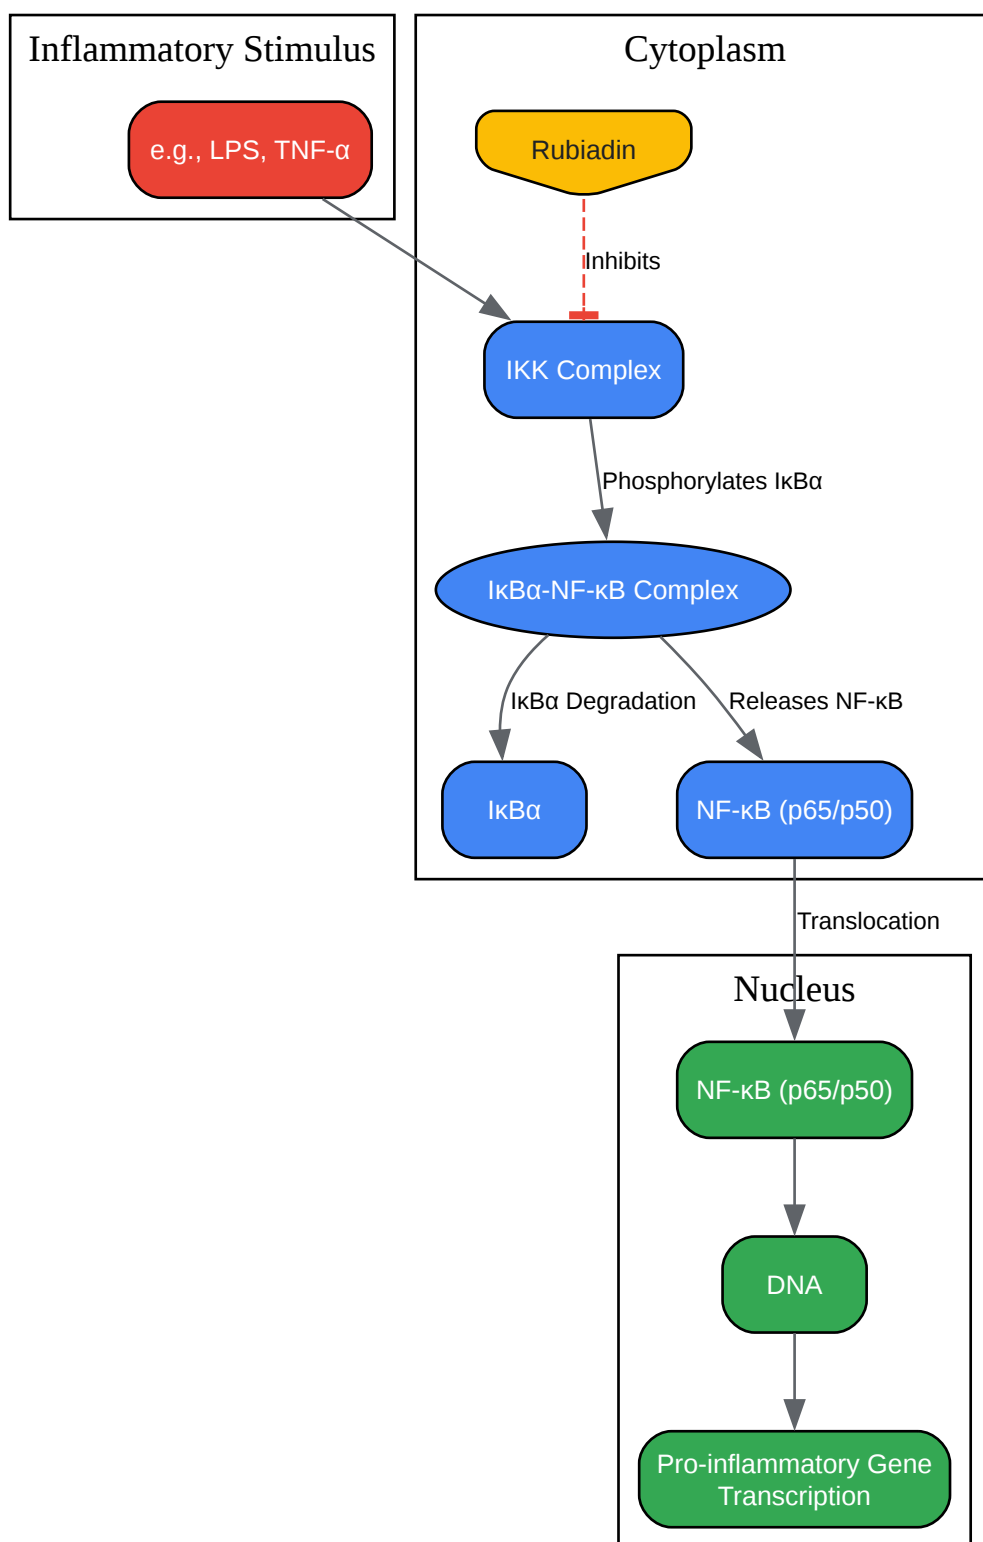 Inflammatory Stimulus
e.g., LPS, TNF-α
Cytoplasm
Rubiadin
Inhibits
IKK Complex
Phosphorylates IκBα
IκBα-NF-κB Complex
IκBα Degradation
Releases NF-κB
IκBα
NF-κB (p65/p50)
Translocation
Nucleus
NF-κB (p65/p50)
DNA
Pro-inflammatory Gene
Transcription